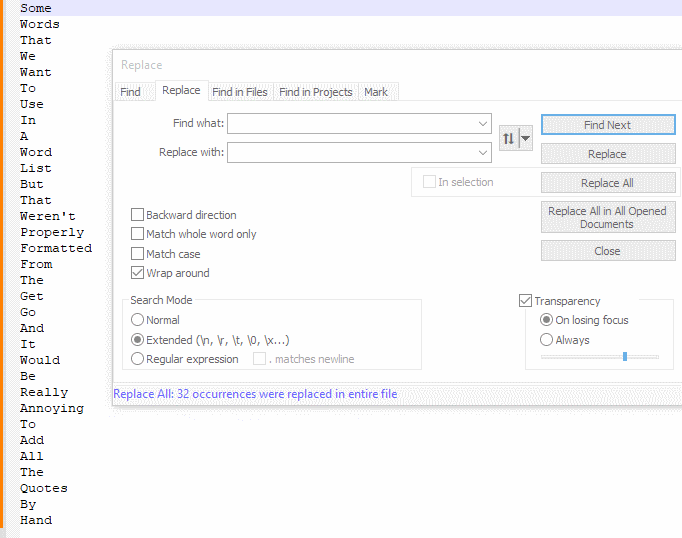 Some
Words
That
We
Want
To
Use
In
A
Word
List
But
That
Weren't
Properly
Formatted
From
The
Get
Go
And
It
Would
Be
Really
Annoying
To
Add
All
The
Quotes
By
Hand
Replace
Find Replace Find in Files Find in Projects Mark
Find what: Find Next
Replace with: Replace
In selection Replace All
Backward direction Replace All in All Opened
Documents
Match whole word only
Match case Close
Wrap around
Search Mode Transparency
Normal On losing focus
Extended (\n, \r, \t, \0, \x...) Always
Regular expression . matches newline
Replace All: 32 occurrences were replaced in entire file